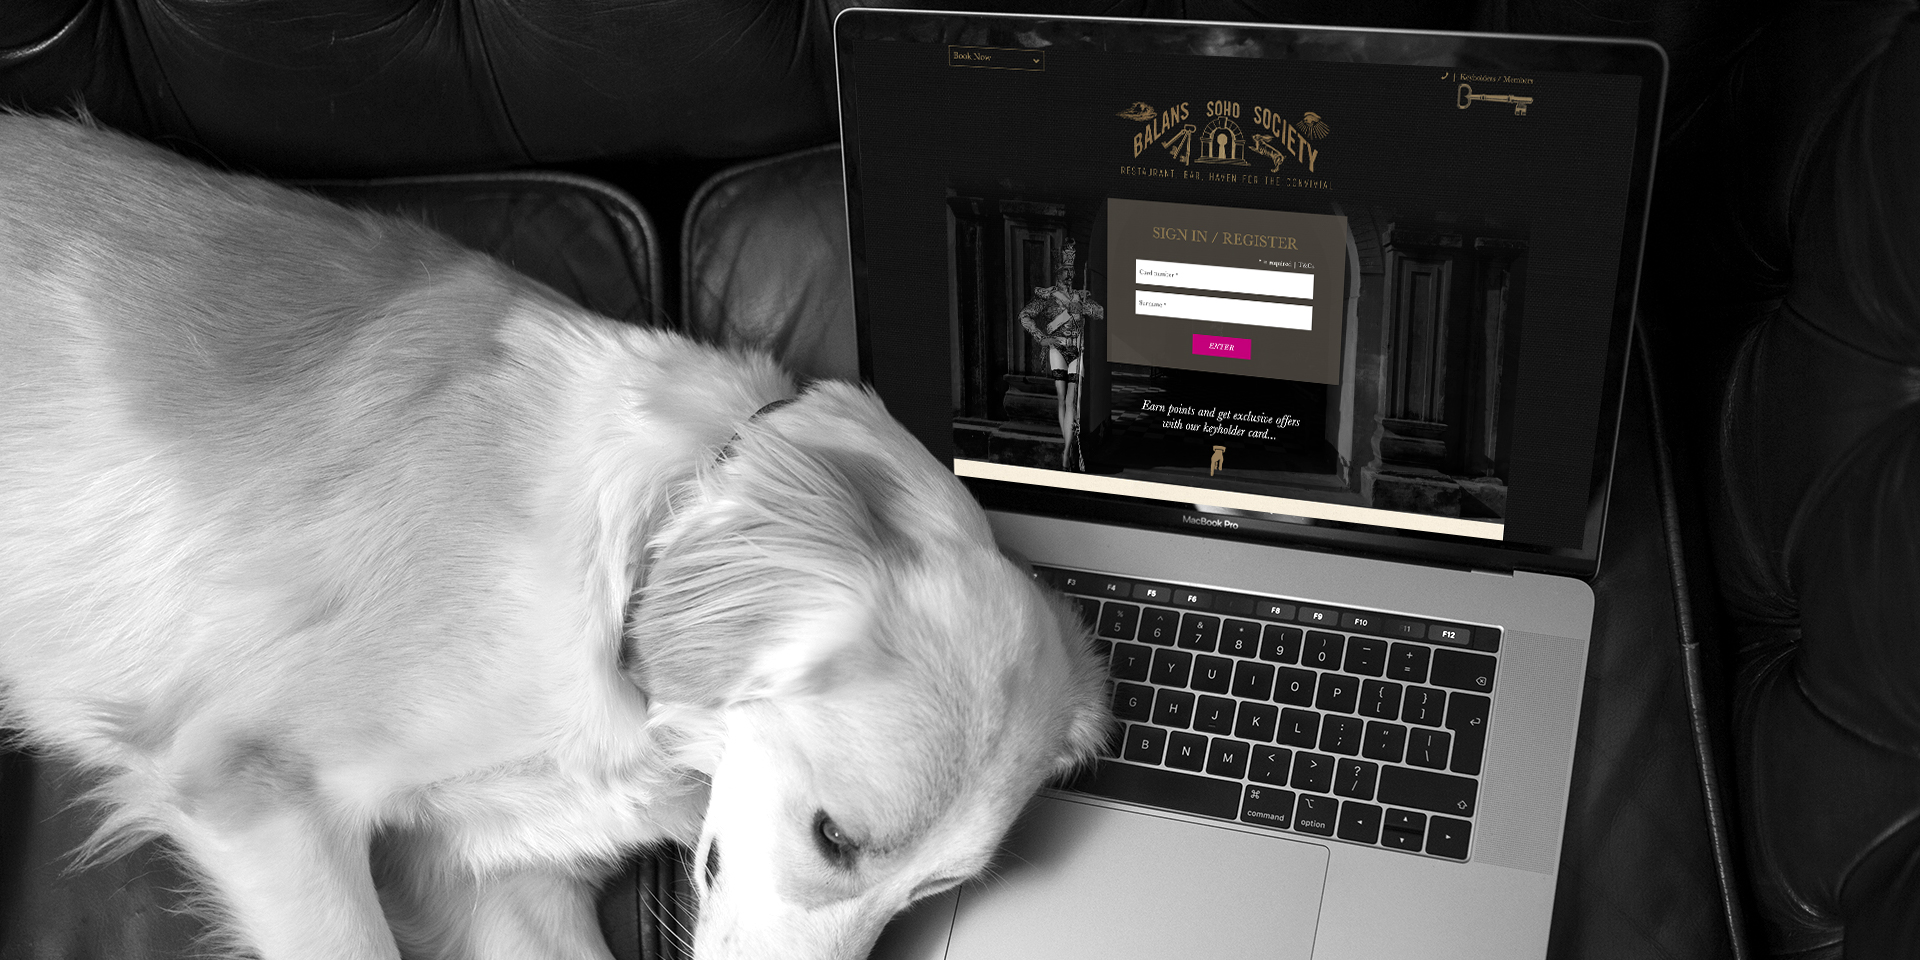 Book Now
Keyholders / Members
BALANS SOHO SOCIETY
RESTAURANT, BAR, HAVEN FOR THE CONVIVIAL
SIGN IN / REGISTER
* = required | T&Cs
Card number *
Surname *
ENTER
Earn points and get exclusive offers
with our keyholder card...
MacBook Pro
F3 F4 F5 F6 F8 F9 F10 11 F12
% 5 ^ 6 & 7 * 8 ( 9 ) 0 — - + =
T Y U I O P { [ } ]
G H J K L : ; " ' | \
B N M < , > . ? /
⌘ command ⌥ option